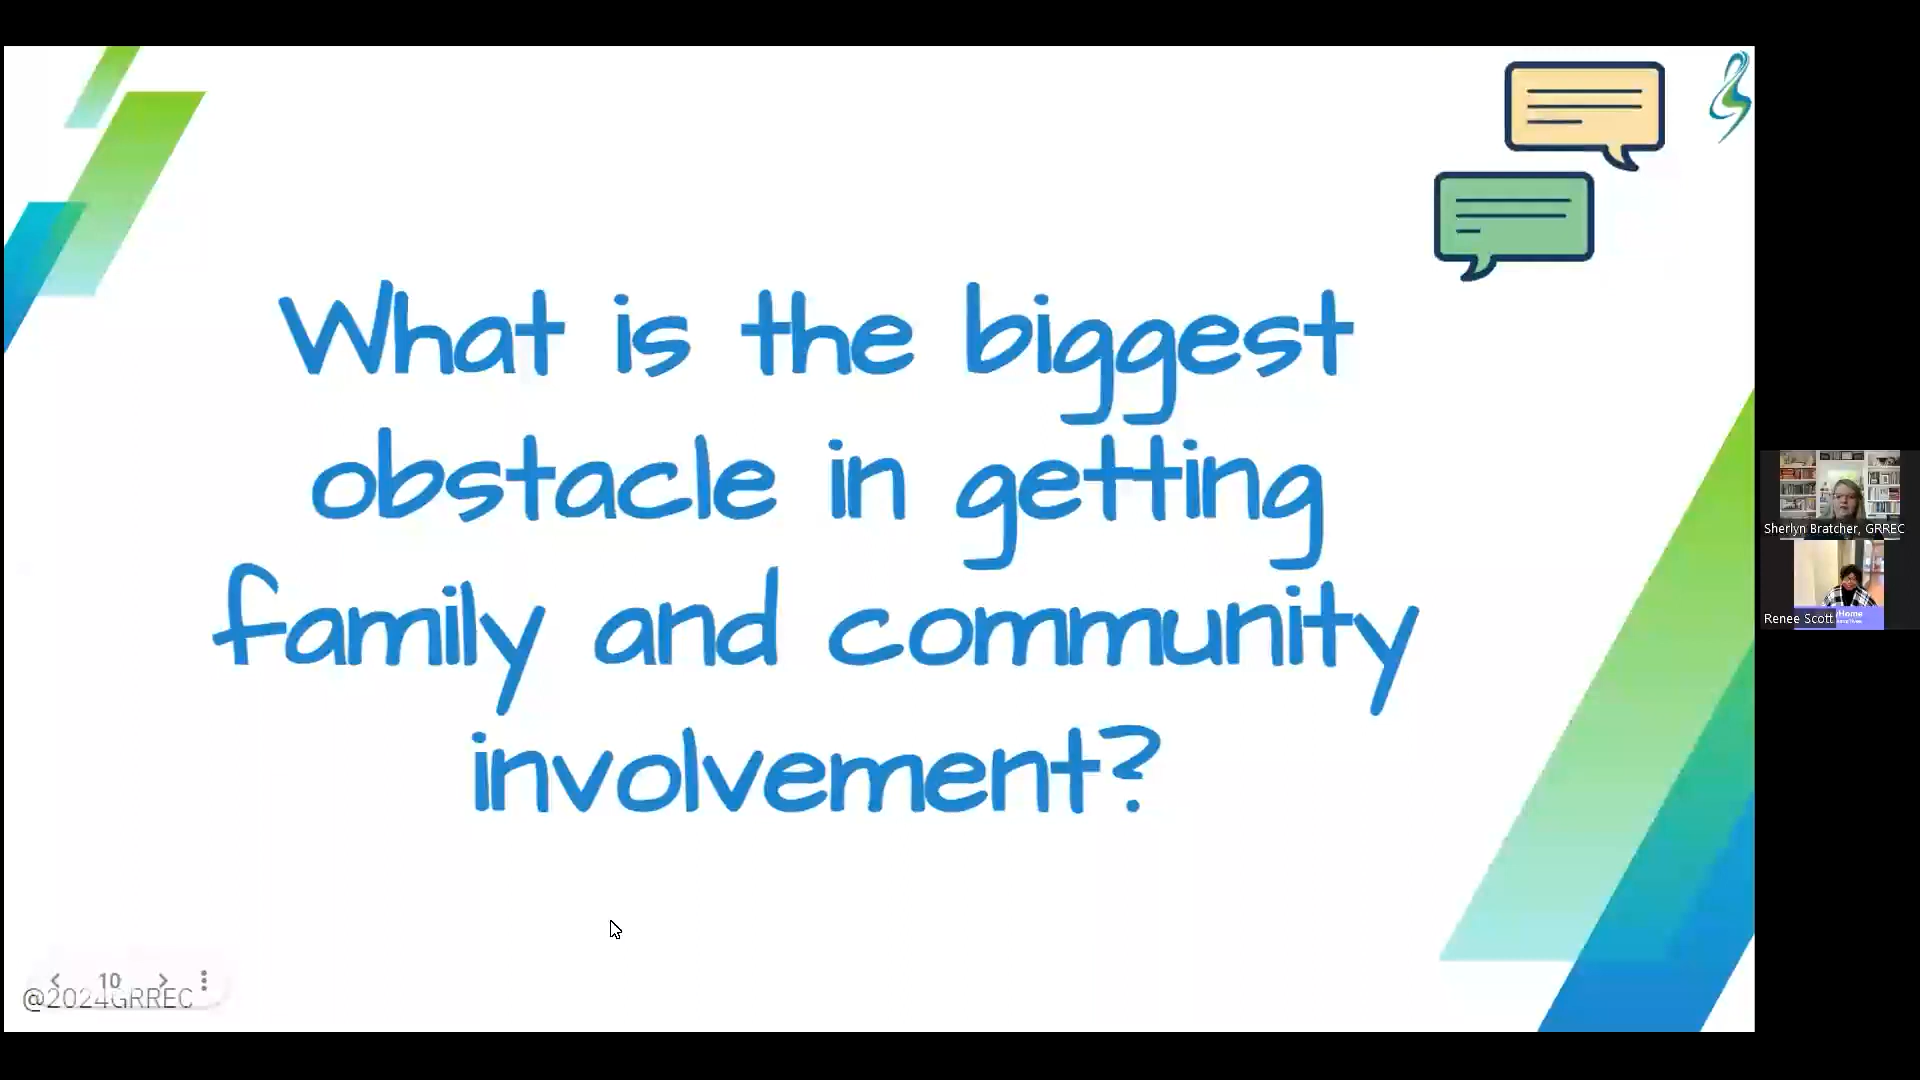 What is the biggest
obstacle in getting
family and community
involvement?
Sherlyn Bratcher, GRREC
Renee Scott
10
@2024GRREC